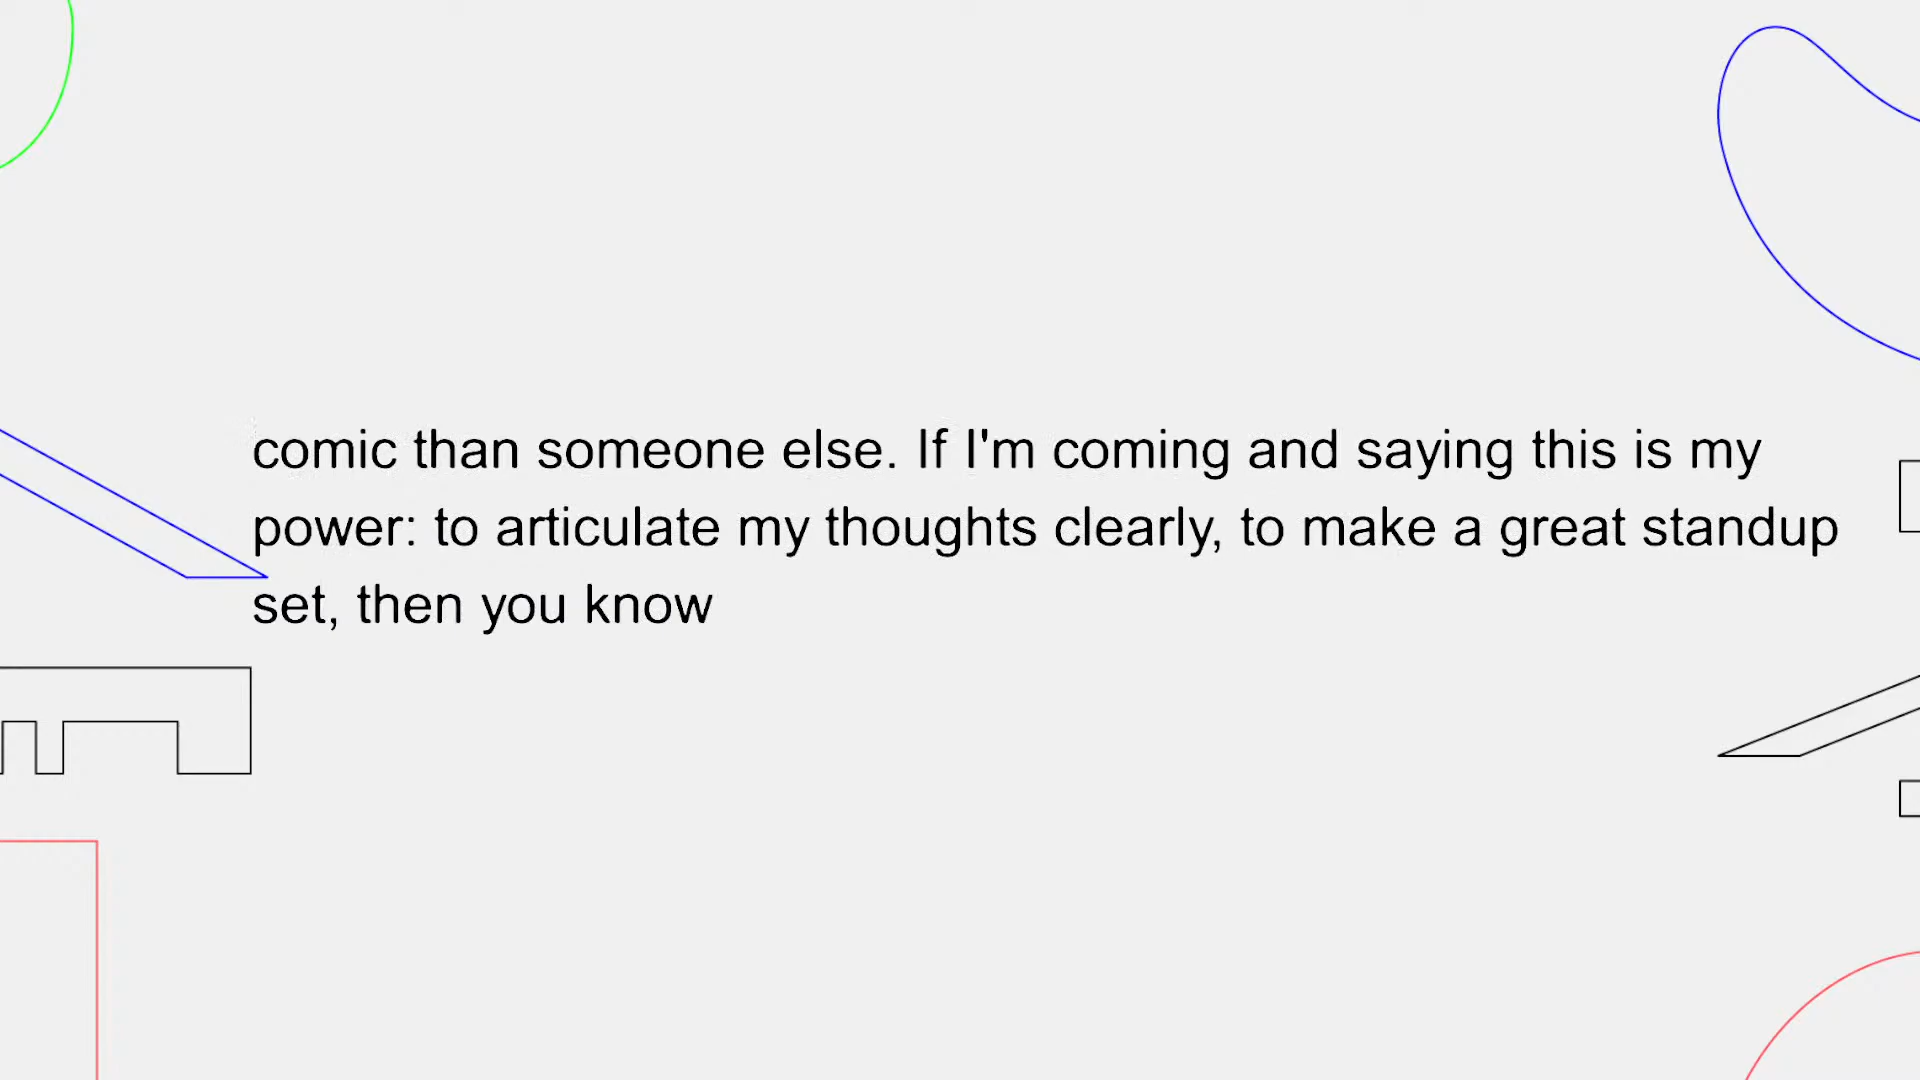 comic than someone else. If I'm coming and saying this is my
power: to articulate my thoughts clearly, to make a great standup
set, then you know